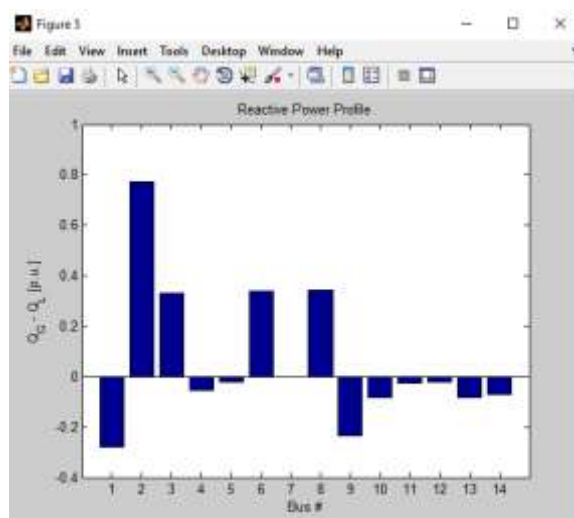 Figure 3
File Edit View Insert Tools Desktop Window Help
Reactive Power Profile
1
0.8
0.6
0.4
0.2
0
-0.2
-0.4
Q_G - Q_L [p.u.]
1 2 3 4 5 6 7 8 9 10 11 12 13 14
Bus #